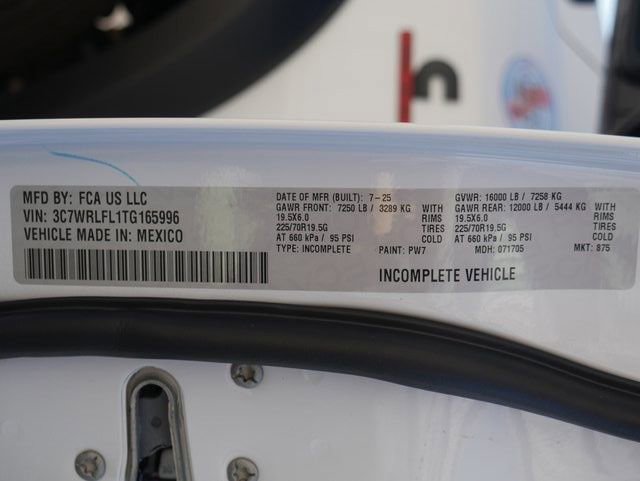 MFD BY: FCA US LLC
VIN: 3C7WRLFL1TG165996
VEHICLE MADE IN: MEXICO
DATE OF MFR (BUILT): 7-25
GAWR FRONT: 7250 LB / 3289 KG WITH
19.5X6.0 RIMS
225/70R19.5G TIRES
AT 660 kPa / 95 PSI COLD
TYPE: INCOMPLETE PAINT: PW7
GVWR: 16000 LB / 7258 KG
GAWR REAR: 12000 LB / 5444 KG WITH
19.5X6.0 RIMS
225/70R19.5G TIRES
AT 660 kPa / 95 PSI COLD
MDH: 071705 MKT: 875
INCOMPLETE VEHICLE